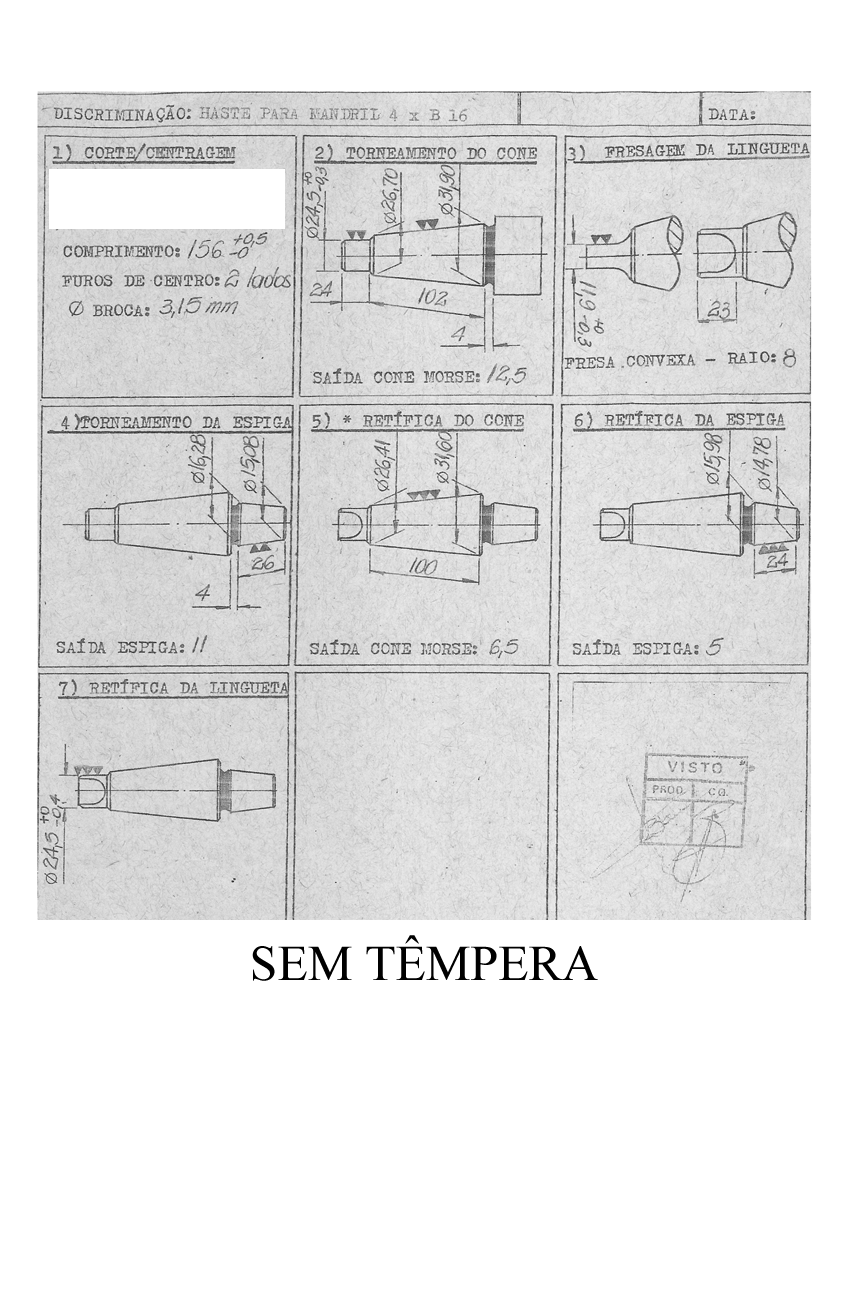 DISCRIMINAÇÃO: HASTE PARA MANDRIL 4 x B 16
DATA:
1) CORTE/CENTRAGEM
COMPRIMENTO: 156 +0,5 -0
FUROS DE CENTRO: 2 lados
Ø BROCA: 3,15 mm
2) TORNEAMENTO DO CONE
Ø24,5 +0 -0,3
Ø26,70
Ø31,90
24
102
4
SAÍDA CONE MORSE: 12,5
3) FRESAGEM DA LINGUETA
11,9 +0 -0,3
23
FRESA CONVEXA - RAIO: 8
4) TORNEAMENTO DA ESPIGA
Ø16,28
Ø15,08
26
4
SAÍDA ESPIGA: 11
5) * RETÍFICA DO CONE
Ø26,41
Ø31,60
100
SAÍDA CONE MORSE: 6,5
6) RETÍFICA DA ESPIGA
Ø15,98
Ø14,78
24
SAÍDA ESPIGA: 5
7) RETÍFICA DA LINGUETA
Ø24,5 +0 -0,4
VISTO
PROD. CQ.
SEM TÊMPERA